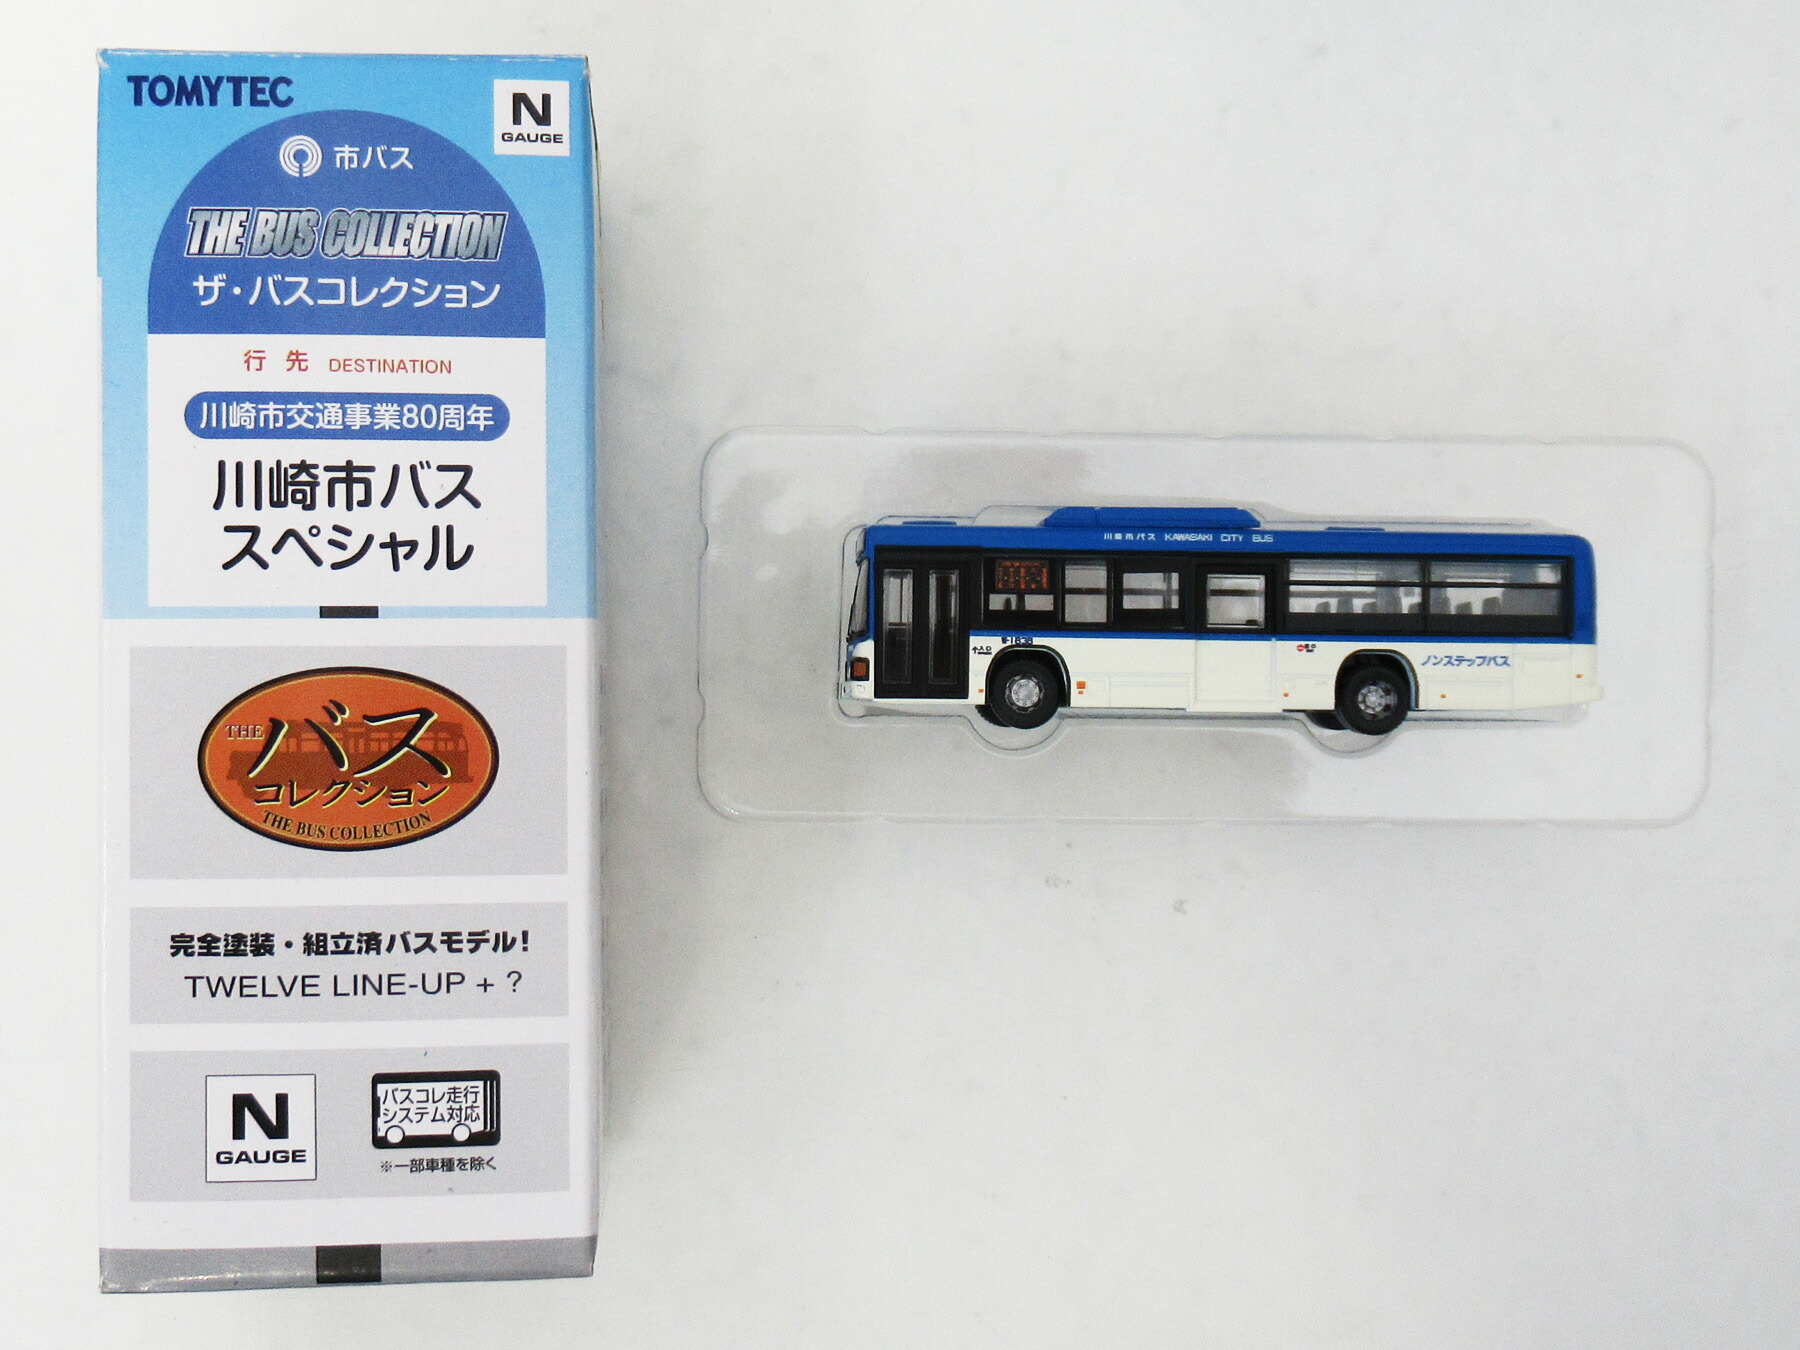 TOMYTEC
N
GAUGE
市バス
THE BUS COLLECTION
ザ・バスコレクション
行先 DESTINATION
川崎市交通事業80周年
川崎市バス
スペシャル
THE バス
コレクション
THE BUS COLLECTION
完全塗装・組立済バスモデル!
TWELVE LINE-UP + ?
N
GAUGE
バスコレ走行
システム対応
※一部車種を除く
川崎市バス KAWASAKI CITY BUS
W-1838
入口
ノンステップバス